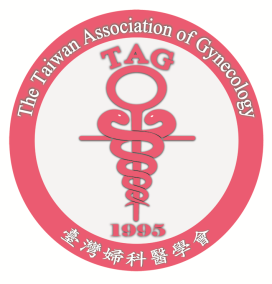 The Taiwan Association of Gynecology
TAG
1995
臺灣婦科醫學會